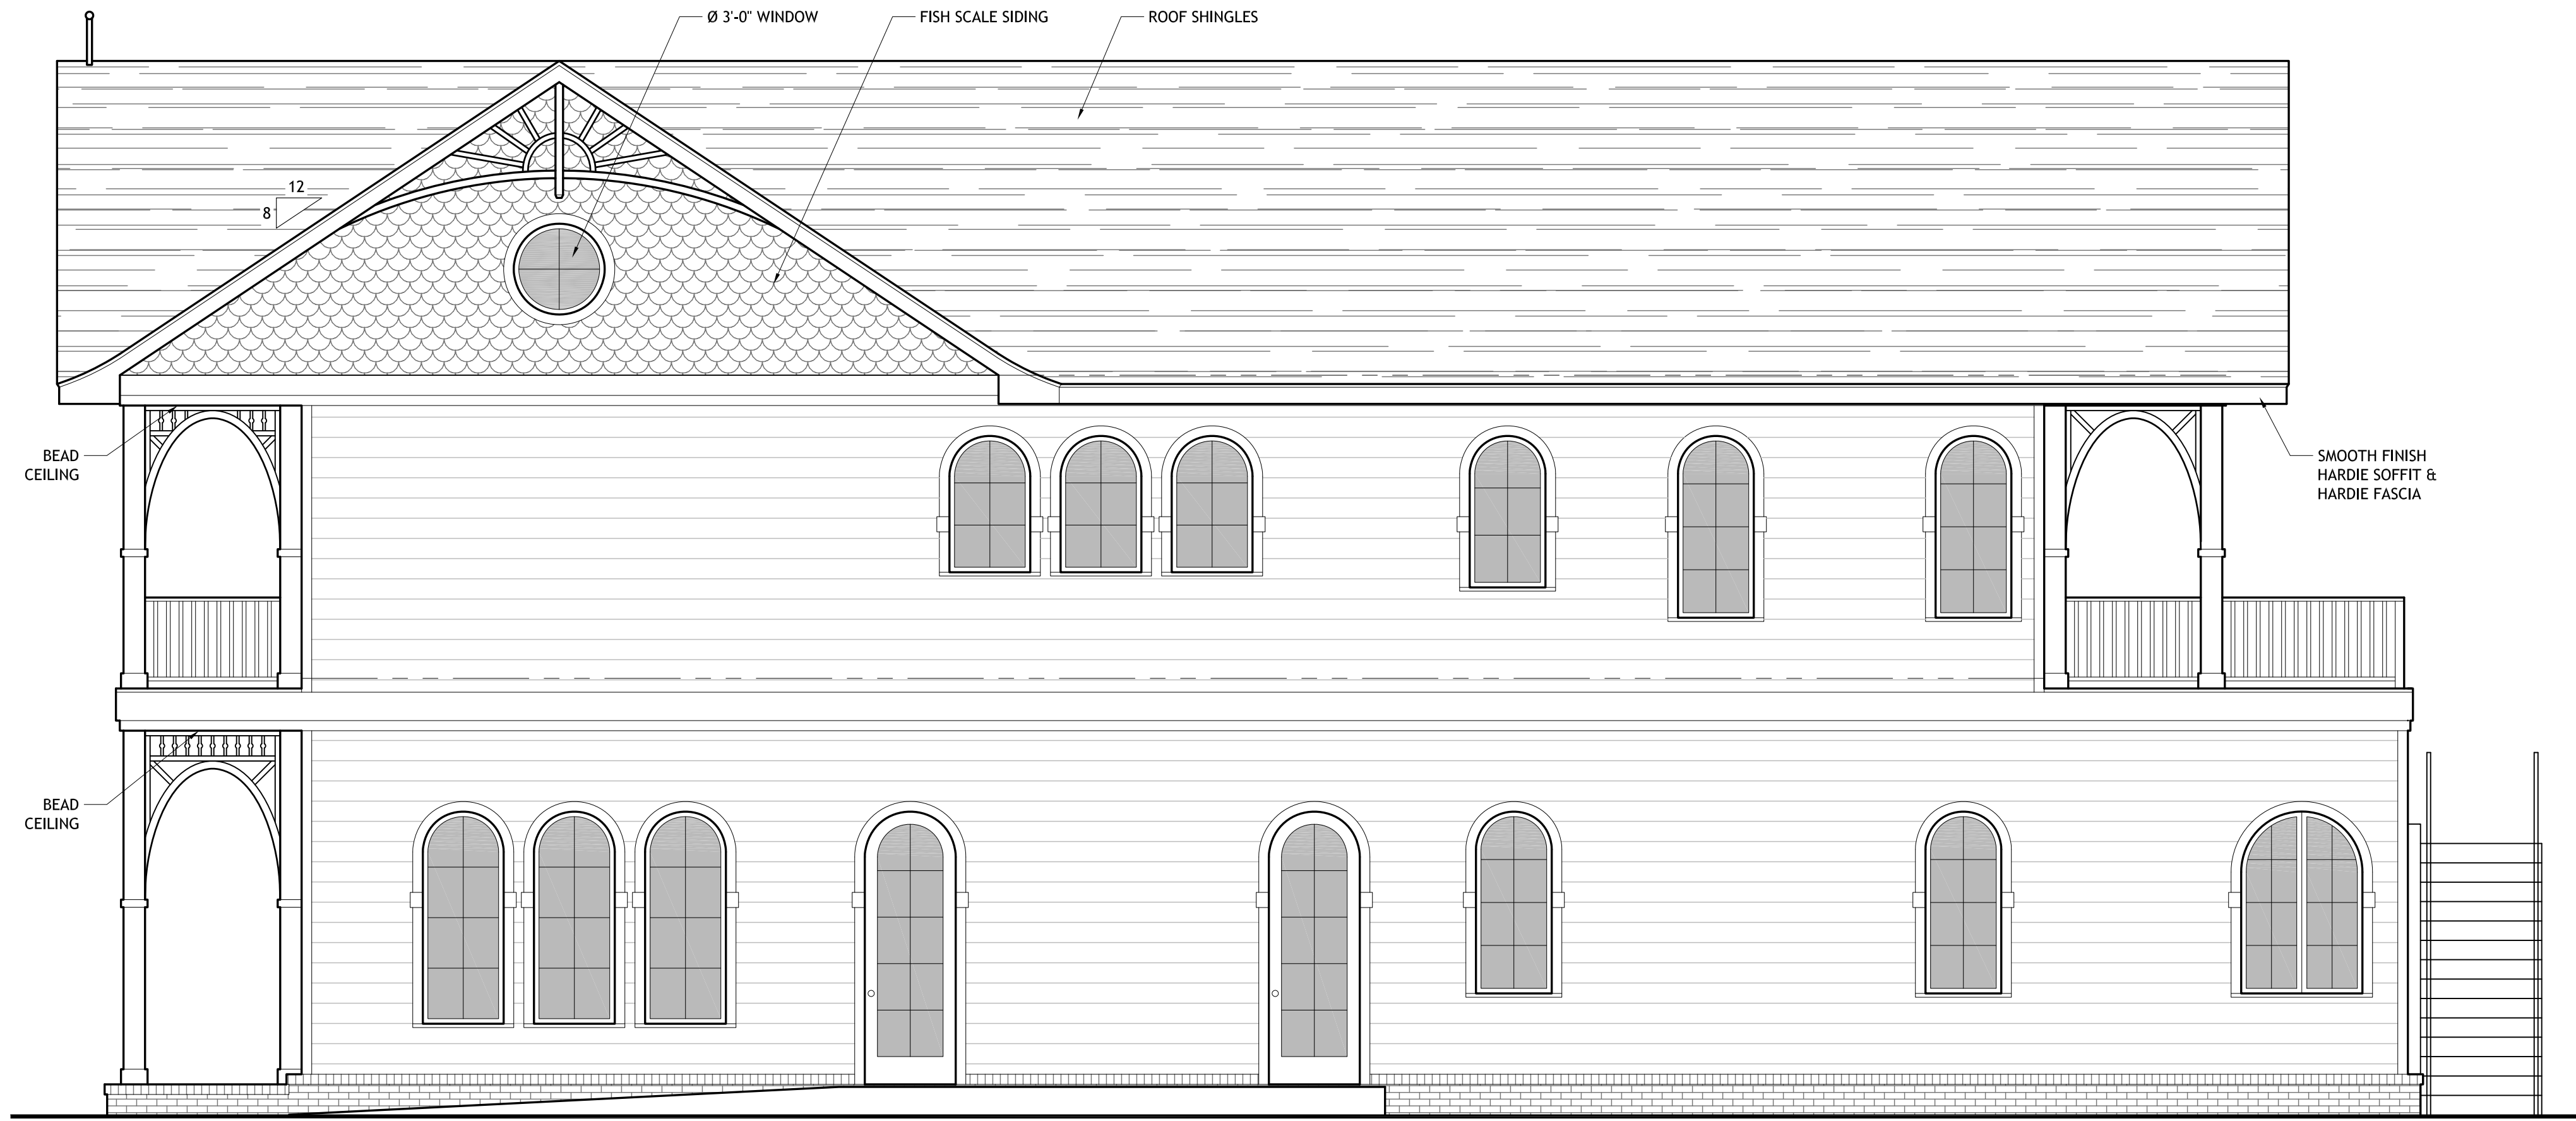 Ø 3'-0" WINDOW
FISH SCALE SIDING
ROOF SHINGLES
12
8
BEAD
CEILING
SMOOTH FINISH
HARDIE SOFFIT &
HARDIE FASCIA
BEAD
CEILING